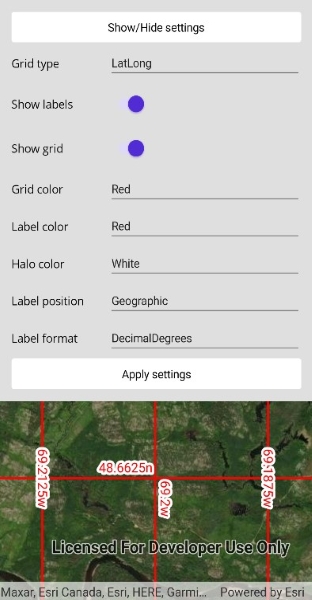 Show/Hide settings
Grid type LatLong
Show labels
Show grid
Grid color Red
Label color Red
Halo color White
Label position Geographic
Label format DecimalDegrees
Apply settings
69.2125w
48.6625n
69.2w
69.1875w
Licensed For Developer Use Only
Maxar, Esri Canada, Esri, HERE, Garmi... Powered by Esri